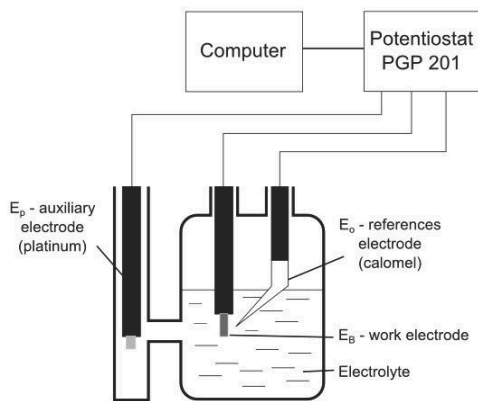 Computer
Potentiostat
PGP 201
Eₚ - auxiliary
electrode
(platinum)
Eₒ - references
electrode
(calomel)
E_B - work electrode
Electrolyte